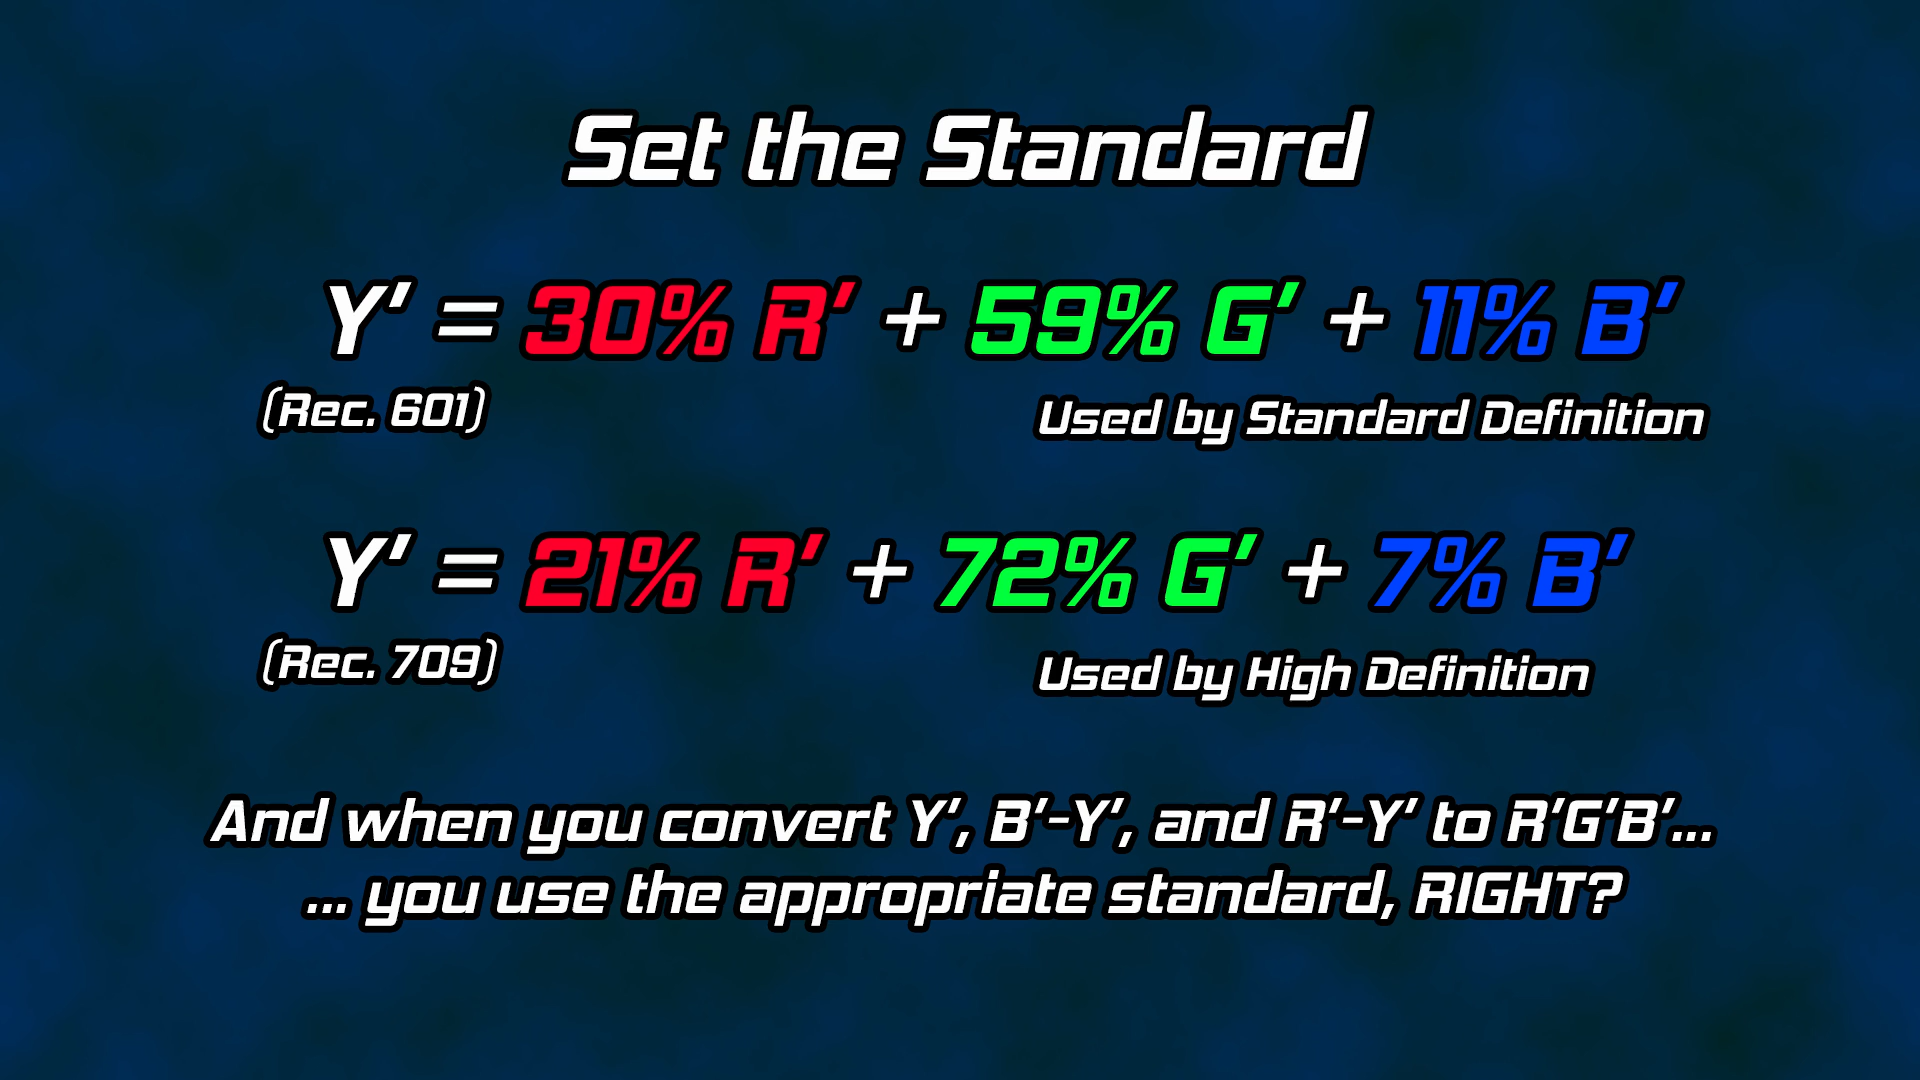 Set the Standard
Y' = 30% R' + 59% G' + 11% B'
(Rec. 601) Used by Standard Definition
Y' = 21% R' + 72% G' + 7% B'
(Rec. 709) Used by High Definition
And when you convert Y', B'-Y', and R'-Y' to R'G'B'...
... you use the appropriate standard, RIGHT?